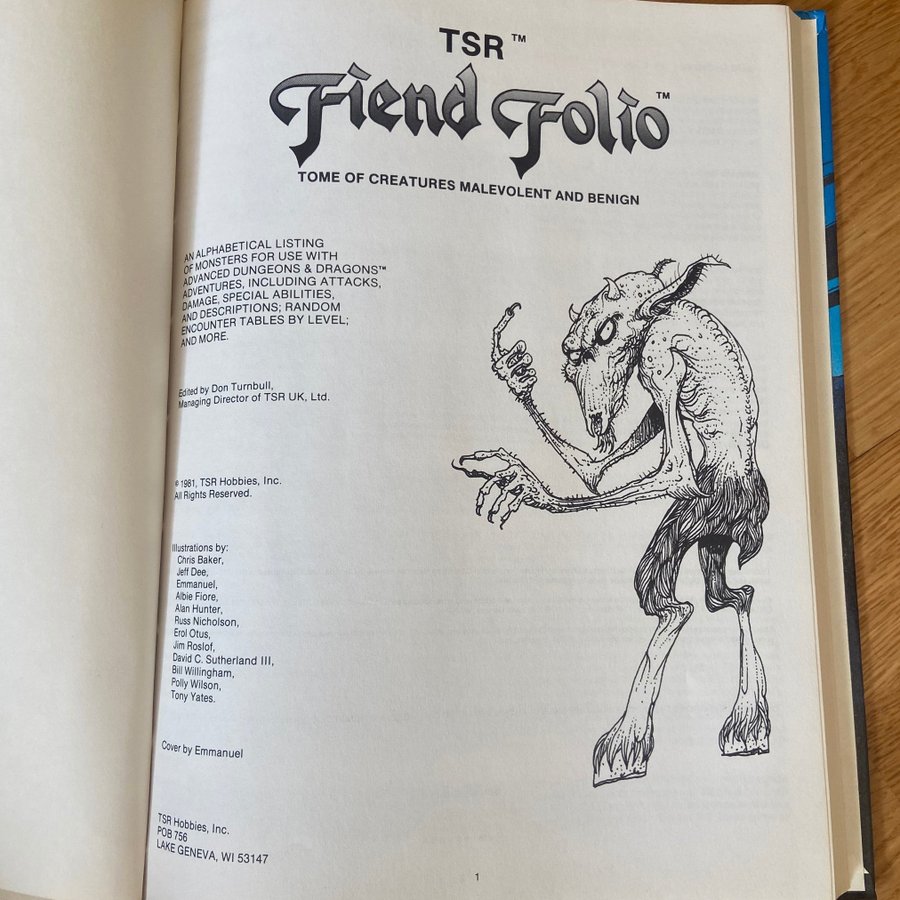 TSR™
Fiend Folio™
TOME OF CREATURES MALEVOLENT AND BENIGN
AN ALPHABETICAL LISTING
OF MONSTERS FOR USE WITH
ADVANCED DUNGEONS & DRAGONS™
ADVENTURES, INCLUDING ATTACKS,
DAMAGE, SPECIAL ABILITIES,
AND DESCRIPTIONS; RANDOM
ENCOUNTER TABLES BY LEVEL;
AND MORE.
Edited by Don Turnbull,
Managing Director of TSR UK, Ltd.
© 1981, TSR Hobbies, Inc.
All Rights Reserved.
Illustrations by:
Chris Baker,
Jeff Dee,
Emmanuel,
Albie Fiore,
Alan Hunter,
Russ Nicholson,
Erol Otus,
Jim Roslof,
David C. Sutherland III,
Bill Willingham,
Polly Wilson,
Tony Yates.
Cover by Emmanuel
TSR Hobbies, Inc.
POB 756
LAKE GENEVA, WI 53147
1